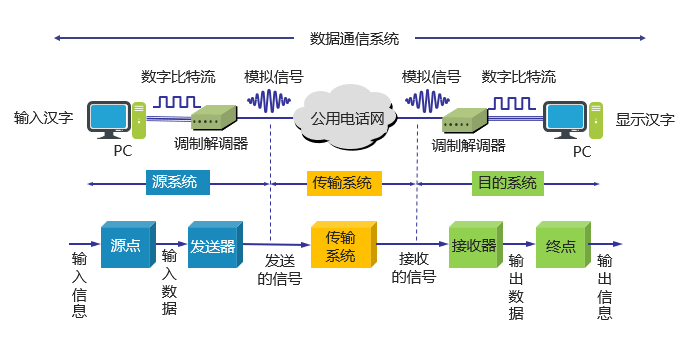 数据通信系统
数字比特流
模拟信号
模拟信号
数字比特流
输入汉字
公用电话网
显示汉字
调制解调器
调制解调器
PC
PC
源系统
传输系统
目的系统
源点
发送器
传输
系统
接收器
终点
输入信息
输入数据
发送
的信号
接收
的信号
输出数据
输出信息